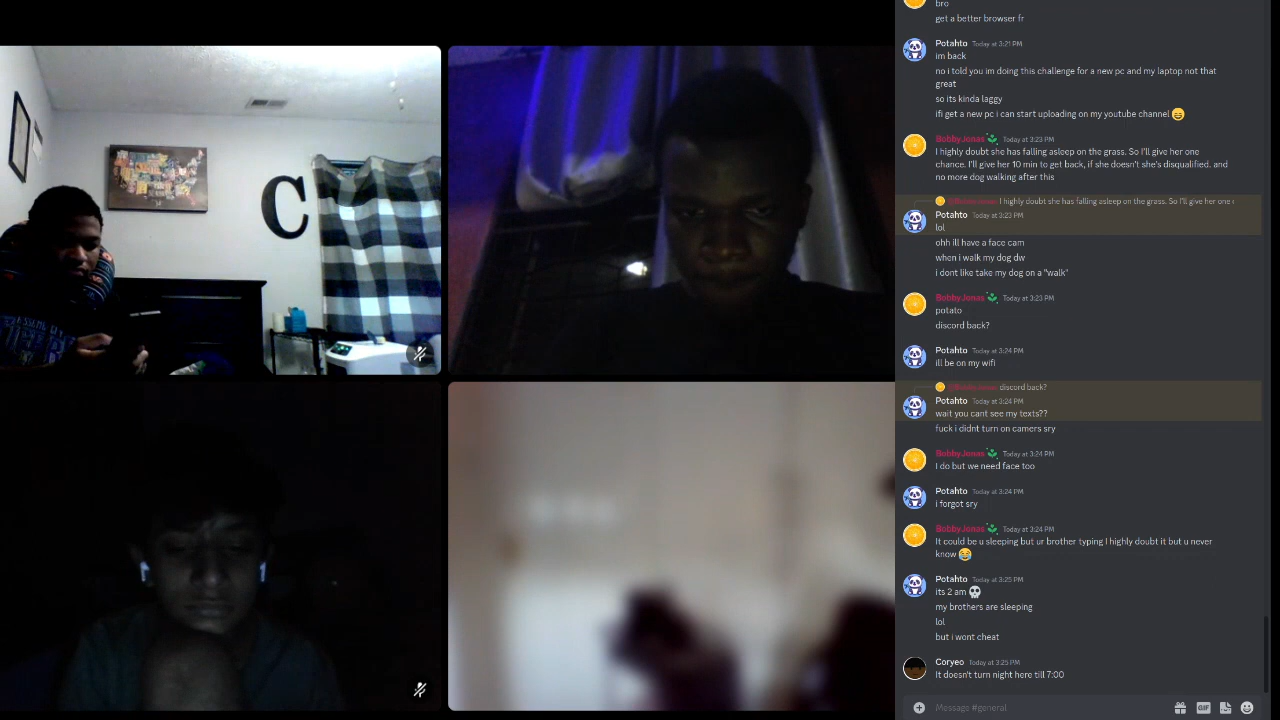 bro
get a better browser fr
Potahto Today at 3:21 PM
im back
no i told you im doing this challenge for a new pc and my laptop not that
great
so its kinda laggy
ifi get a new pc i can start uploading on my youtube channel
BobbyJonas Today at 3:23 PM
I highly doubt she has falling asleep on the grass. So I'll give her one
chance. I'll give her 10 min to get back, if she doesn't she's disqualified. and
no more dog walking after this
I highly doubt she has falling asleep on the grass. So I'll give her one
Potahto Today at 3:23 PM
lol
ohh ill have a face cam
when i walk my dog dw
i dont like take my dog on a "walk"
BobbyJonas Today at 3:23 PM
potato
discord back?
Potahto Today at 3:24 PM
ill be on my wifi
discord back?
Potahto Today at 3:24 PM
wait you cant see my texts??
fuck i didnt turn on camers sry
BobbyJonas Today at 3:24 PM
I do but we need face too
Potahto Today at 3:24 PM
i forgot sry
BobbyJonas Today at 3:24 PM
It could be u sleeping but ur brother typing I highly doubt it but u never
know
Potahto Today at 3:25 PM
its 2 am
my brothers are sleeping
lol
but i wont cheat
Coryeo Today at 3:25 PM
It doesn't turn night here till 7:00
Message #general
GIF
C